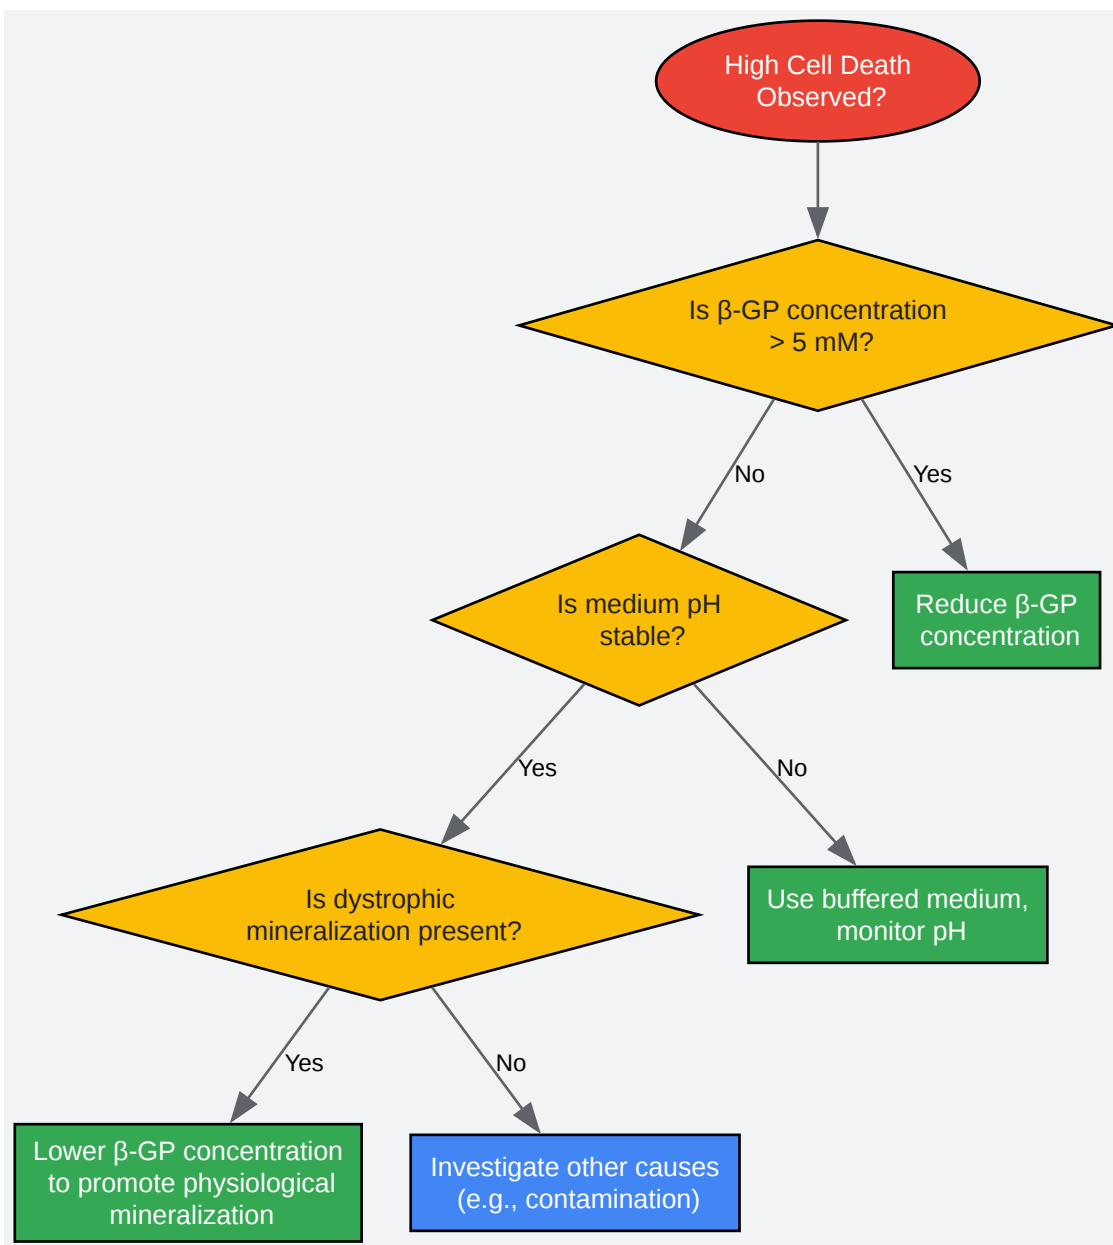 High Cell Death
Observed?
Is β-GP concentration
> 5 mM?
No
Yes
Is medium pH
stable?
Reduce β-GP
concentration
Yes
No
Is dystrophic
mineralization present?
Use buffered medium,
monitor pH
Yes
No
Lower β-GP concentration
to promote physiological
mineralization
Investigate other causes
(e.g., contamination)